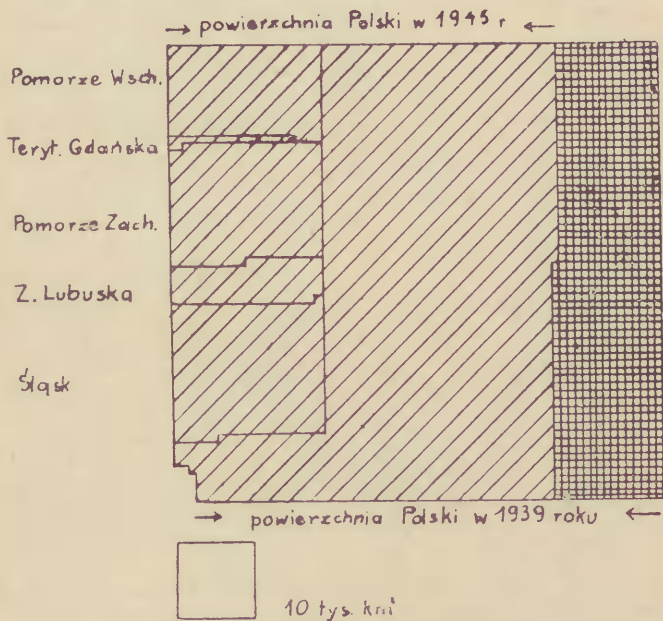 → powierzchnia Polski w 1945 r ←
Pomorze Wsch.
Teryt. Gdańska
Pomorze Zach.
Z. Lubuska
Śląsk
→ powierzchnia Polski w 1939 roku ←
10 tys. km²